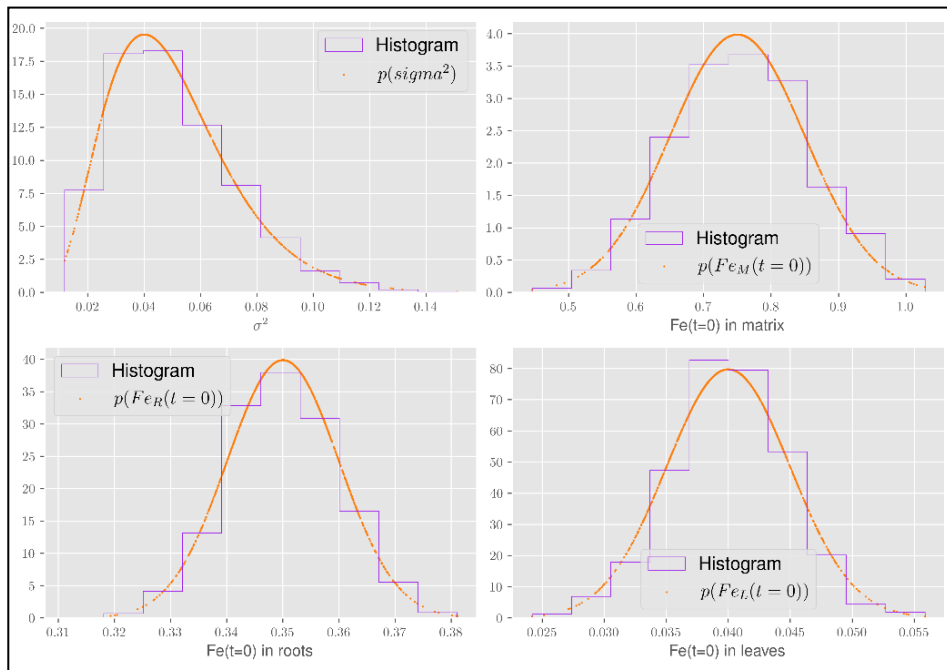 20.0
17.5
15.0
12.5
10.0
7.5
5.0
2.5
0.0
Histogram
p(sigma²)
0.02 0.04 0.06 0.08 0.10 0.12 0.14
σ²
4.0
3.5
3.0
2.5
2.0
1.5
1.0
0.5
0.0
Histogram
p(Fe_M(t = 0))
0.5 0.6 0.7 0.8 0.9 1.0
Fe(t=0) in matrix
40
35
30
25
20
15
10
5
0
Histogram
p(Fe_R(t = 0))
0.31 0.32 0.33 0.34 0.35 0.36 0.37 0.38
Fe(t=0) in roots
80
70
60
50
40
30
20
10
0
Histogram
p(Fe_L(t = 0))
0.025 0.030 0.035 0.040 0.045 0.050 0.055
Fe(t=0) in leaves